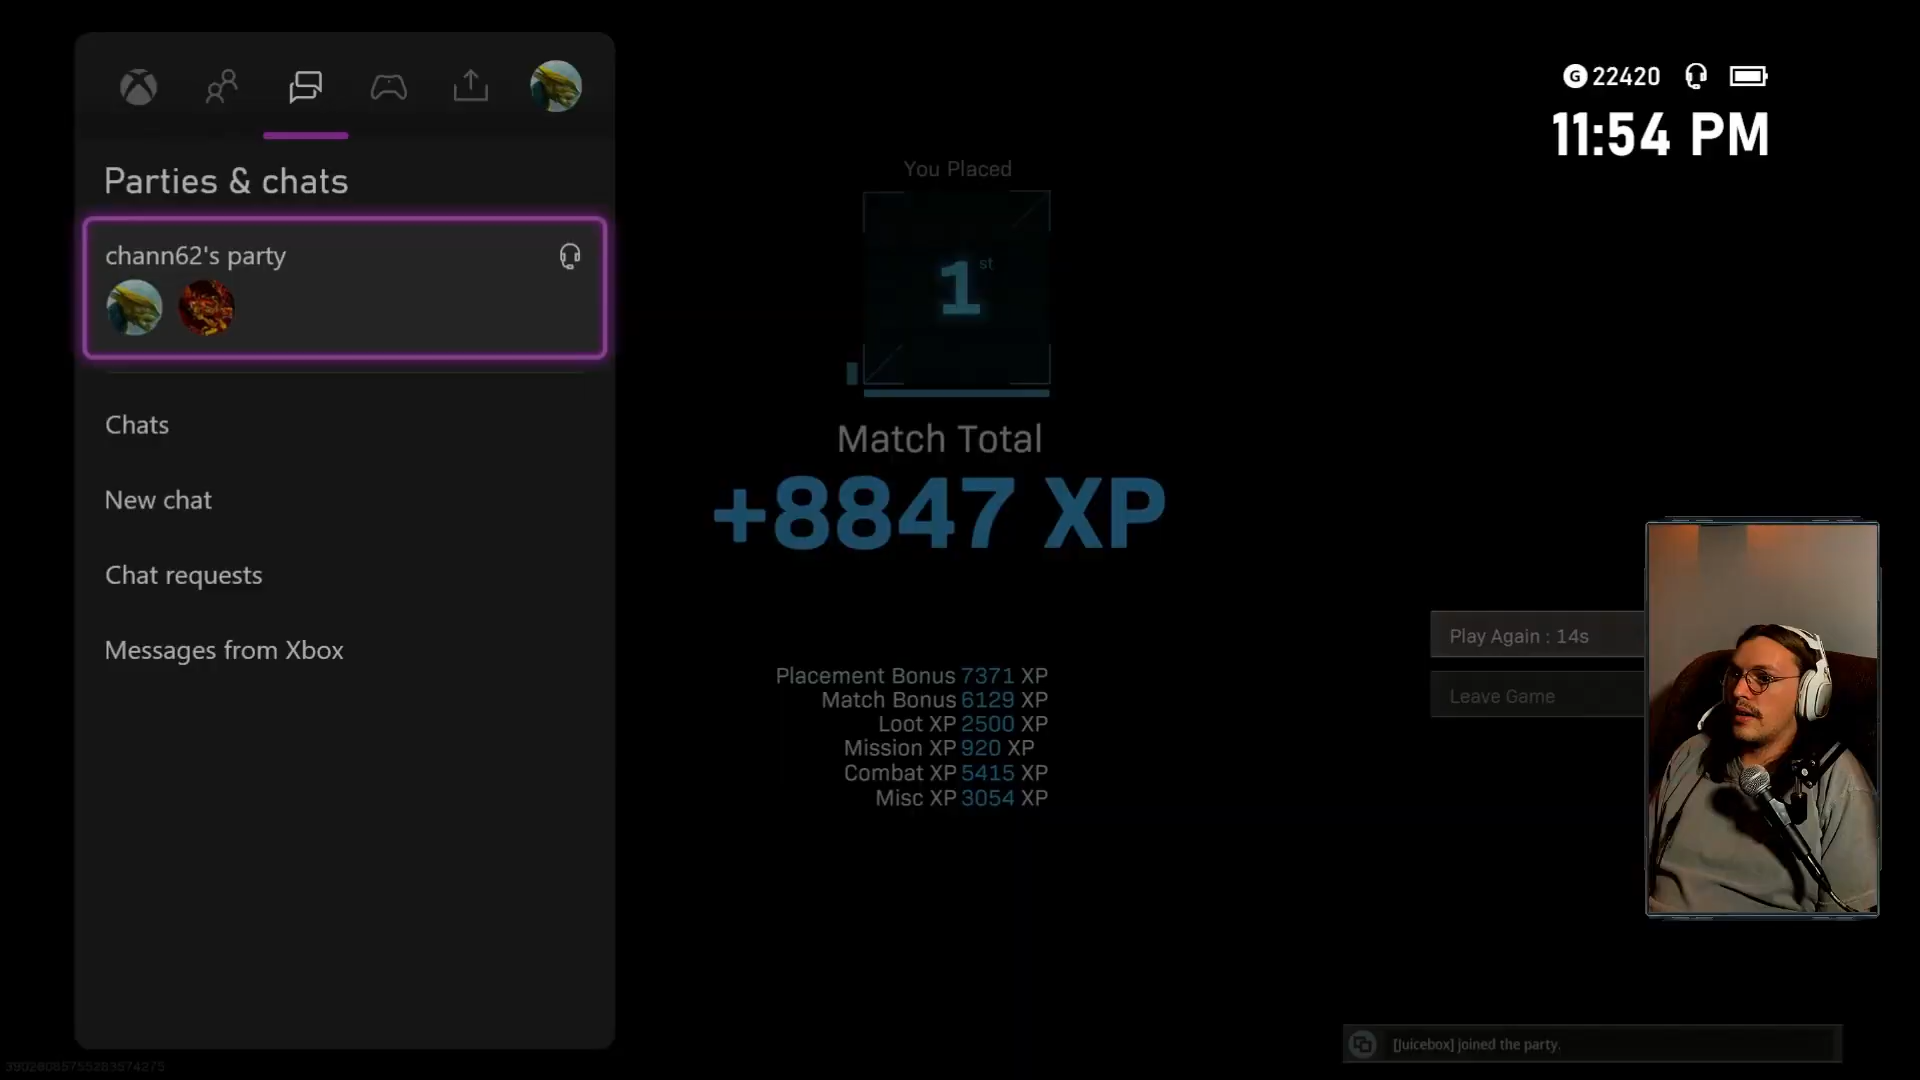 G 22420
11:54 PM
Parties & chats
chann62's party
Chats
New chat
Chat requests
Messages from Xbox
You Placed
1st
Match Total
+8847 XP
Placement Bonus 7371 XP
Match Bonus 6129 XP
Loot XP 2500 XP
Mission XP 920 XP
Combat XP 5415 XP
Misc XP 3054 XP
Play Again : 14s
Leave Game
[Juicebox] joined the party.